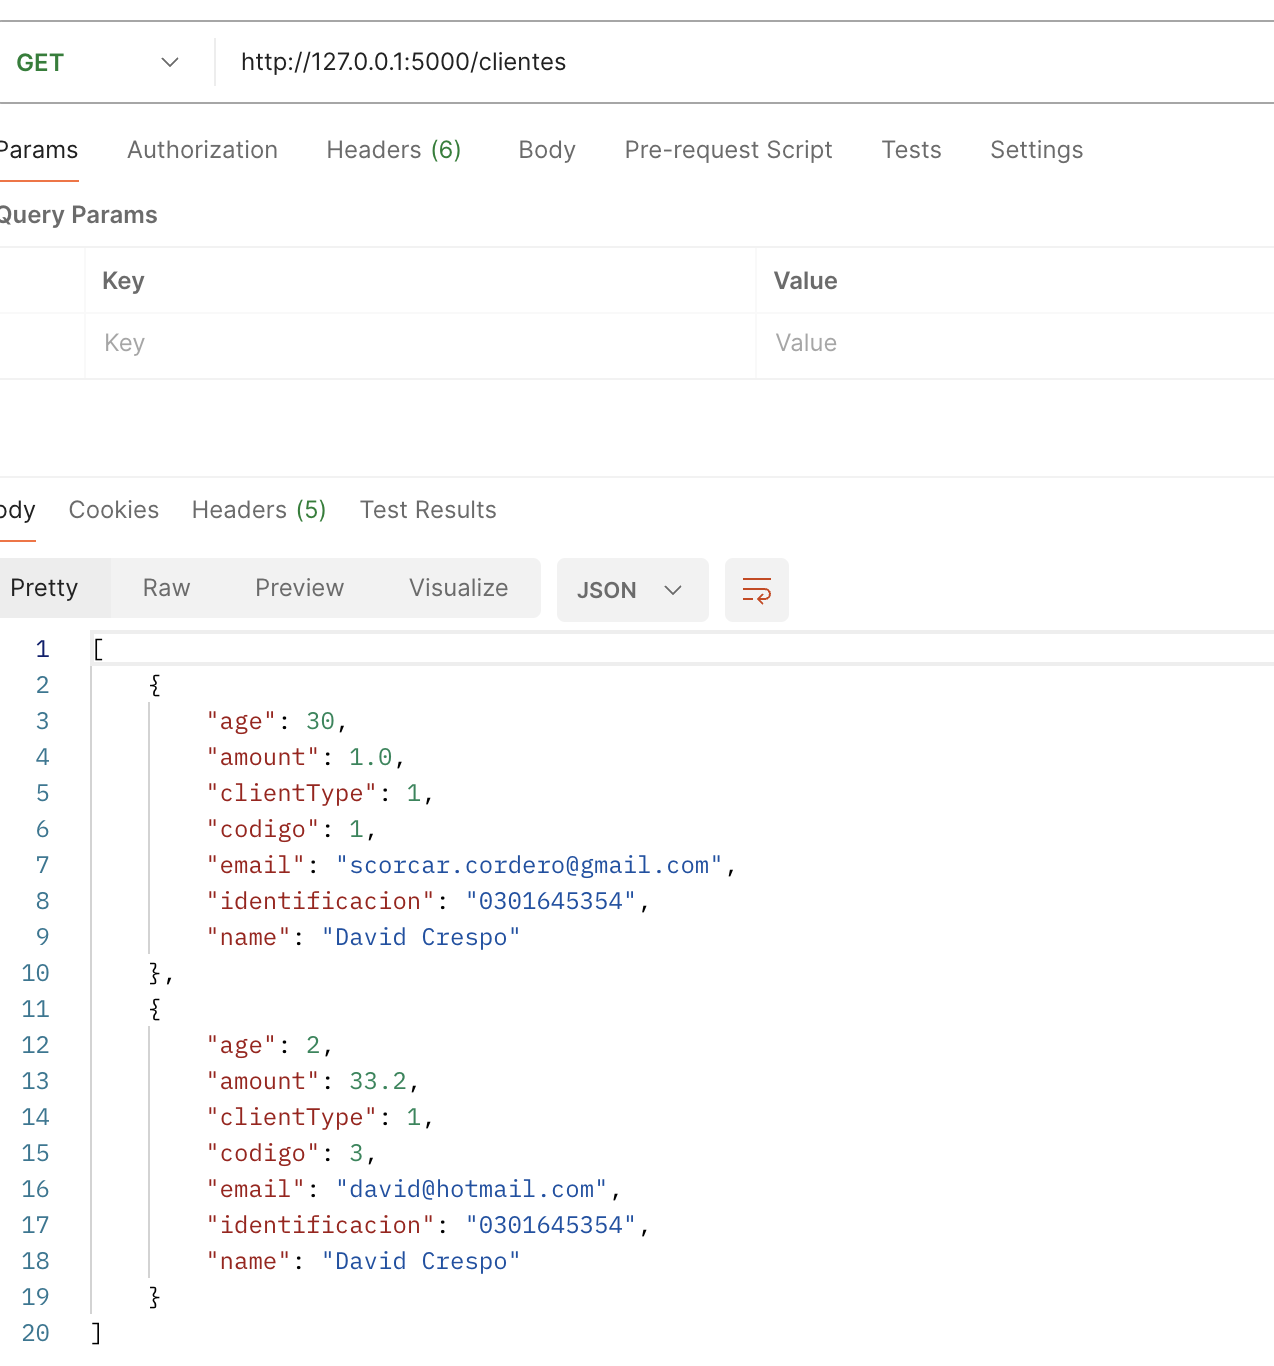 GET http://127.0.0.1:5000/clientes
Params Authorization Headers (6) Body Pre-request Script Tests Settings
Query Params
Key Value
Key Value
ody Cookies Headers (5) Test Results
Pretty Raw Preview Visualize JSON
1 [
2 {
3 "age": 30,
4 "amount": 1.0,
5 "clientType": 1,
6 "codigo": 1,
7 "email": "scorcar.cordero@gmail.com",
8 "identificacion": "0301645354",
9 "name": "David Crespo"
10 },
11 {
12 "age": 2,
13 "amount": 33.2,
14 "clientType": 1,
15 "codigo": 3,
16 "email": "david@hotmail.com",
17 "identificacion": "0301645354",
18 "name": "David Crespo"
19 }
20 ]